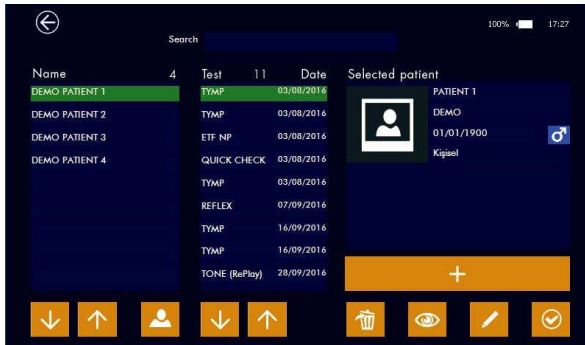 100% 17:27
Search
Name 4 Test 11 Date Selected patient
DEMO PATIENT 1 TYMP 03/08/2016 PATIENT 1
DEMO PATIENT 2 TYMP 03/08/2016 DEMO
DEMO PATIENT 3 ETF NP 03/08/2016 01/01/1900
DEMO PATIENT 4 QUICK CHECK 03/08/2016 Kişisel
TYMP 03/08/2016
REFLEX 07/09/2016
TYMP 16/09/2016
TYMP 16/09/2016
TONE (RePlay) 28/09/2016